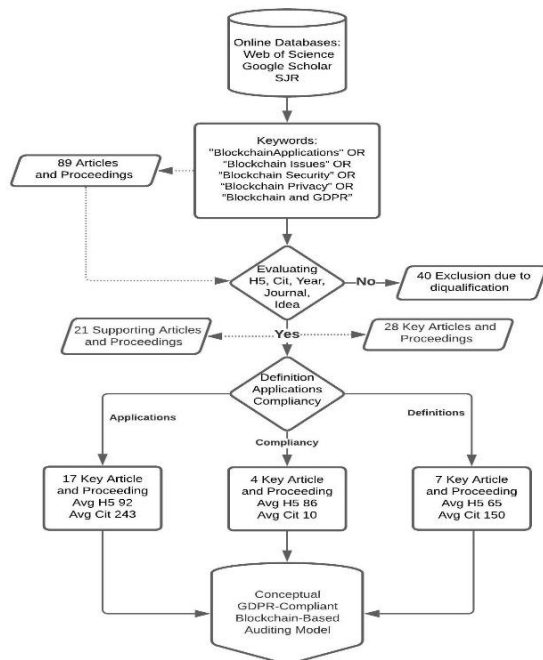 Online Databases:
Web of Science
Google Scholar
SJR
Keywords:
"BlockchainApplications" OR
"Blockchain Issues" OR
"Blockchain Security" OR
"Blockchain Privacy" OR
"Blockchain and GDPR"
89 Articles
and Proceedings
Evaluating
H5, Cit, Year,
Journal,
Idea
No
40 Exclusion due to
diqualification
21 Supporting Articles
and Proceedings
Yes
28 Key Articles and
Proceedings
Definition
Applications
Compliancy
Applications
Compliancy
Definitions
17 Key Article
and Proceeding
Avg H5 92
Avg Cit 243
4 Key Article
and Proceeding
Avg H5 86
Avg Cit 10
7 Key Article
and Proceeding
Avg H5 65
Avg Cit 150
Conceptual
GDPR-Compliant
Blockchain-Based
Auditing Model